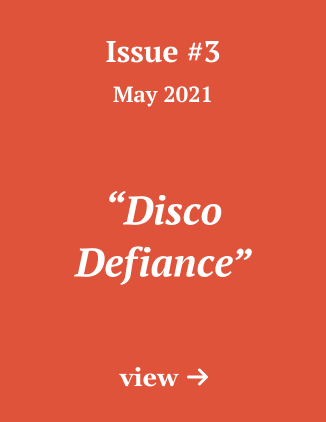 Issue #3
May 2021
“Disco
Defiance”
view →